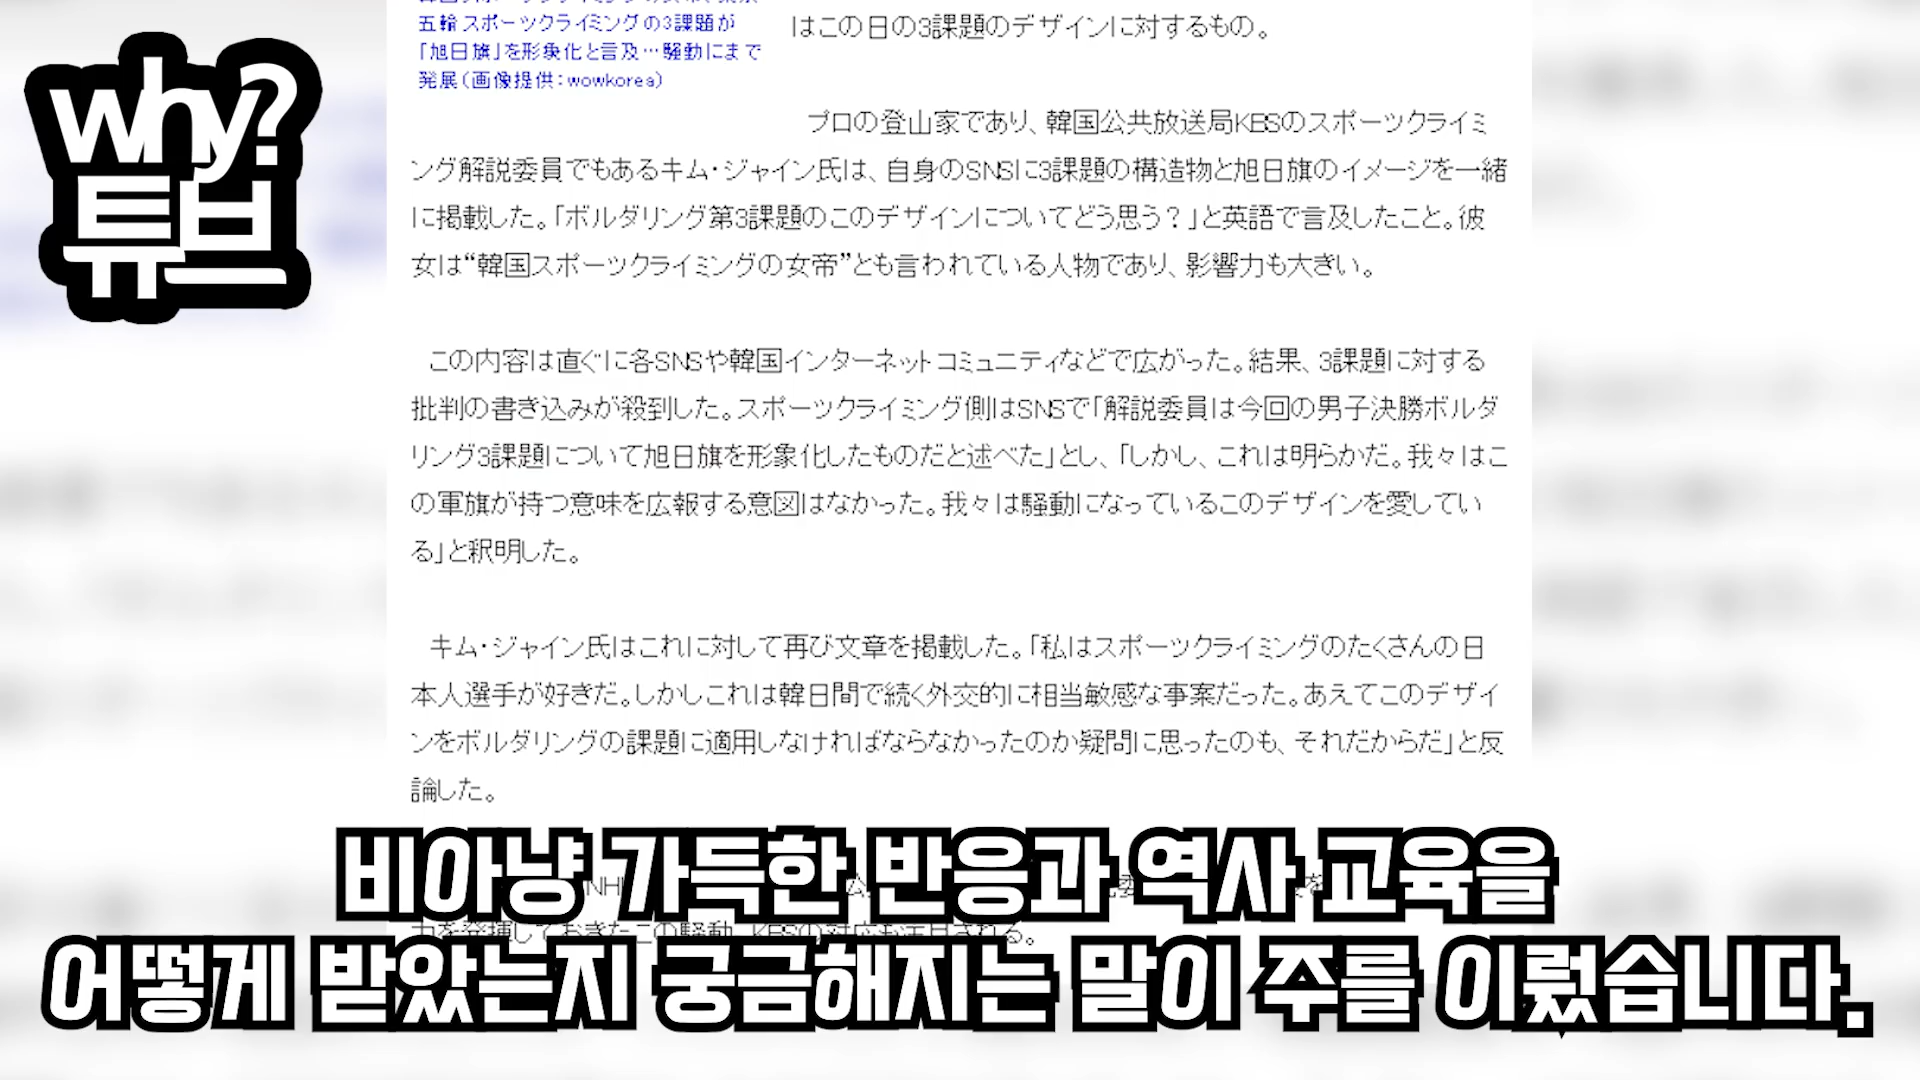 why?
튜브
五輪スポーツクライミングの3課題が
「旭日旗」を形象化と言及…騒動にまで
発展(画像提供:wowkorea)
はこの日の3課題のデザインに対するもの。
プロの登山家であり、韓国公共放送局KBSのスポーツクライミ
ング解説委員でもあるキム・ジャイン氏は、自身のSNSに3課題の構造物と旭日旗のイメージを一緒
に掲載した。「ボルダリング第3課題のこのデザインについてどう思う?」と英語で言及したこと。彼
女は“韓国スポーツクライミングの女帝”とも言われている人物であり、影響力も大きい。
この内容は直ぐに各SNSや韓国インターネットコミュニティなどで広がった。結果、3課題に対する
批判の書き込みが殺到した。スポーツクライミング側はSNSで「解説委員は今回の男子決勝ボルダ
リング3課題について旭日旗を形象化したものだと述べた」とし、「しかし、これは明らかだ。我々はこ
の軍旗が持つ意味を広報する意図はなかった。我々は騒動になっているこのデザインを愛してい
る」と釈明した。
キム・ジャイン氏はこれに対して再び文章を掲載した。「私はスポーツクライミングのたくさんの日
本人選手が好きだ。しかしこれは韓日間で続く外交的に相当敏感な事案だった。あえてこのデザイ
ンをボルダリングの課題に適用しなければならなかったのか疑問に思ったのも、それだからだ」と反
論した。
비아냥 가득한 반응과 역사 교육을
어떻게 받았는지 궁금해지는 말이 주를 이뤘습니다.